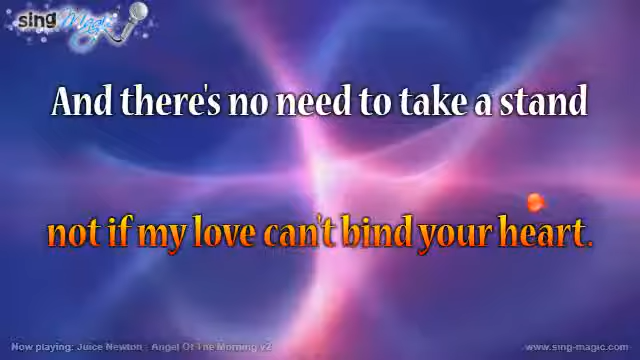 sing Magic
And there's no need to take a stand
not if my love can't bind your heart.
Now playing: Juice Newton - Angel Of The Morning v2
www.sing-magic.com